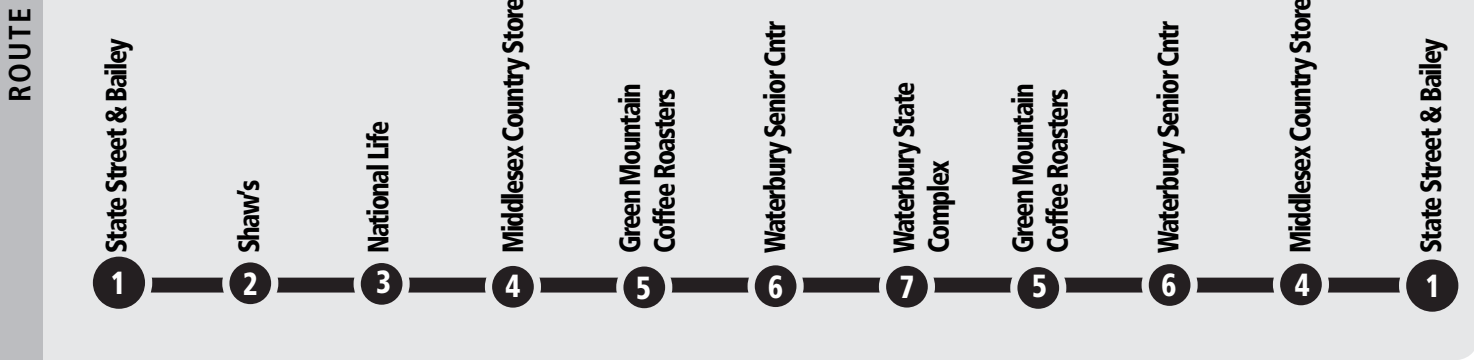 ROUTE
State Street & Bailey
Shaw's
National Life
Middlesex Country Store
Green Mountain
Coffee Roasters
Waterbury Senior Cntr
Waterbury State
Complex
Green Mountain
Coffee Roasters
Waterbury Senior Cntr
Middlesex Country Store
State Street & Bailey
1 2 3 4 5 6 7 5 6 4 1